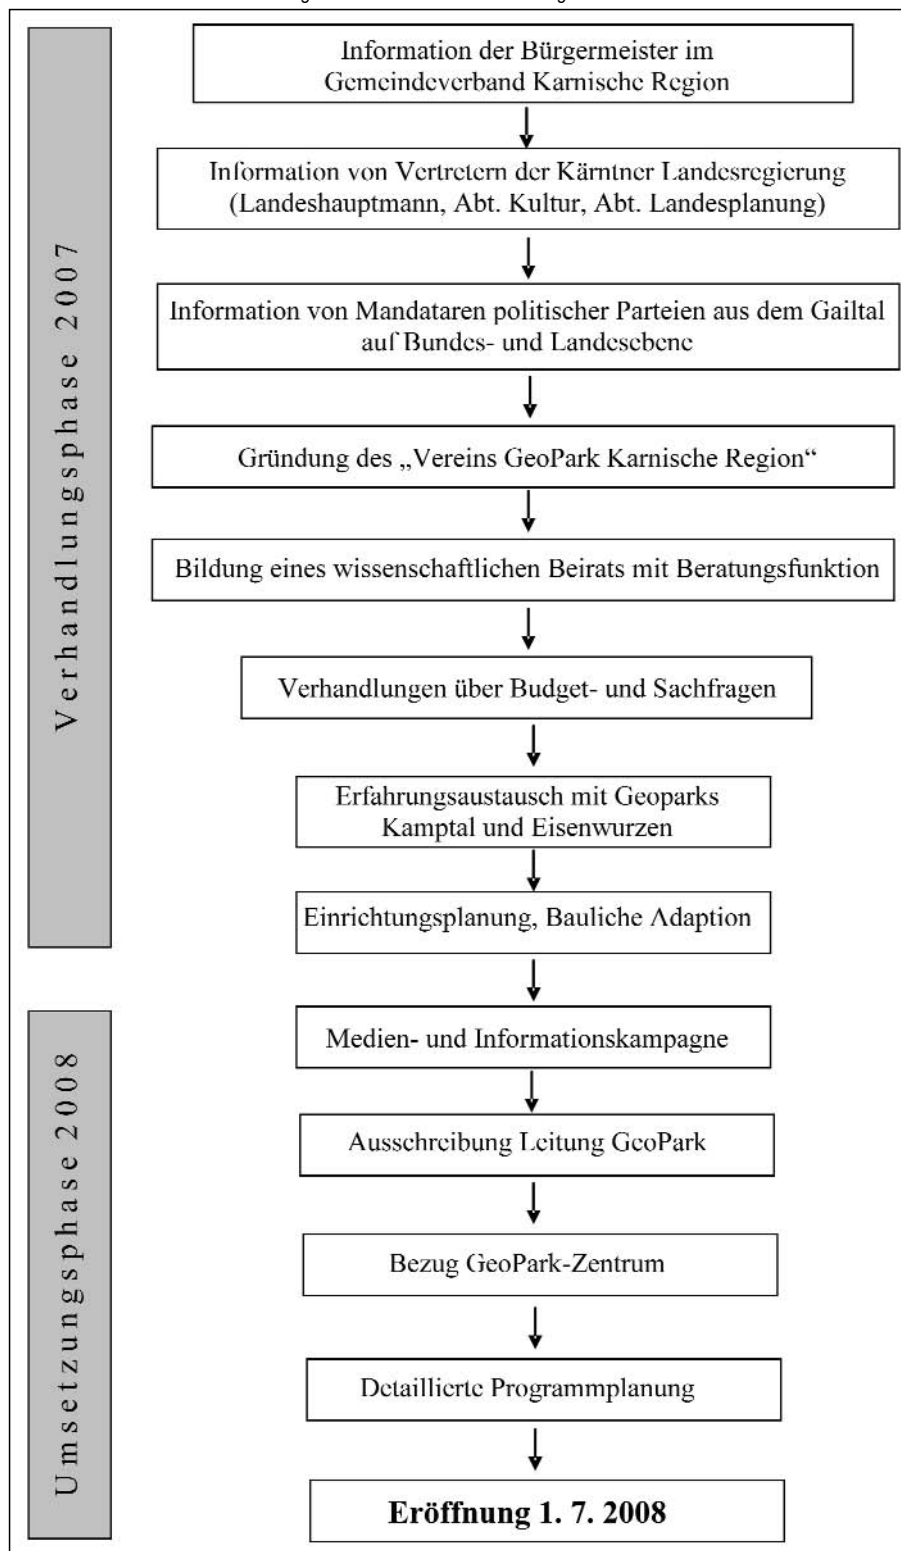 Information der Bürgermeister im
Gemeindeverband Karnische Region
Information von Vertretern der Kärntner Landesregierung
(Landeshauptmann, Abt. Kultur, Abt. Landesplanung)
Information von Mandataren politischer Parteien aus dem Gailtal
auf Bundes- und Landesebene
Gründung des „Vereins GeoPark Karnische Region“
Bildung eines wissenschaftlichen Beirats mit Beratungsfunktion
Verhandlungen über Budget- und Sachfragen
Erfahrungsaustausch mit Geoparks
Kamptal und Eisenwurzen
Einrichtungsplanung, Bauliche Adaption
Verhandlungsphase 2007
Medien- und Informationskampagne
Ausschreibung Leitung GeoPark
Bezug GeoPark-Zentrum
Detaillierte Programmplanung
Eröffnung 1. 7. 2008
Umsetzungsphase 2008